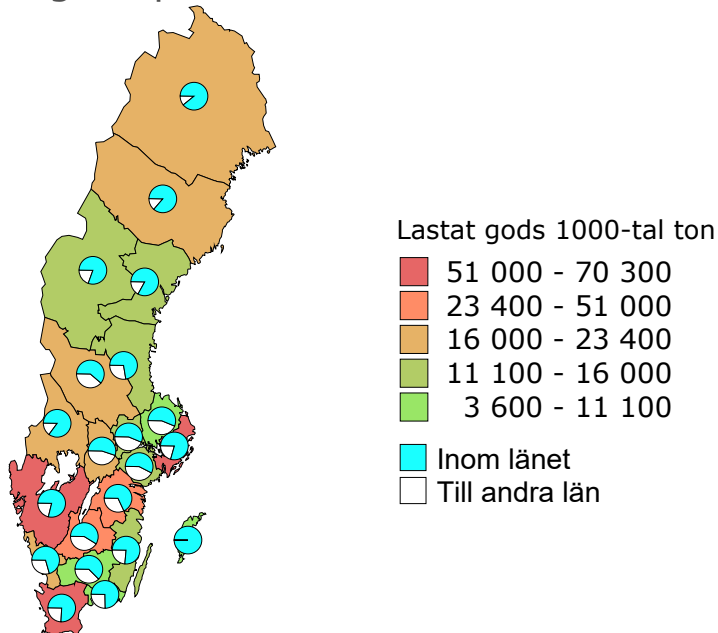 Lastat gods 1000-tal ton
51 000 - 70 300
23 400 - 51 000
16 000 - 23 400
11 100 - 16 000
3 600 - 11 100
Inom länet
Till andra län